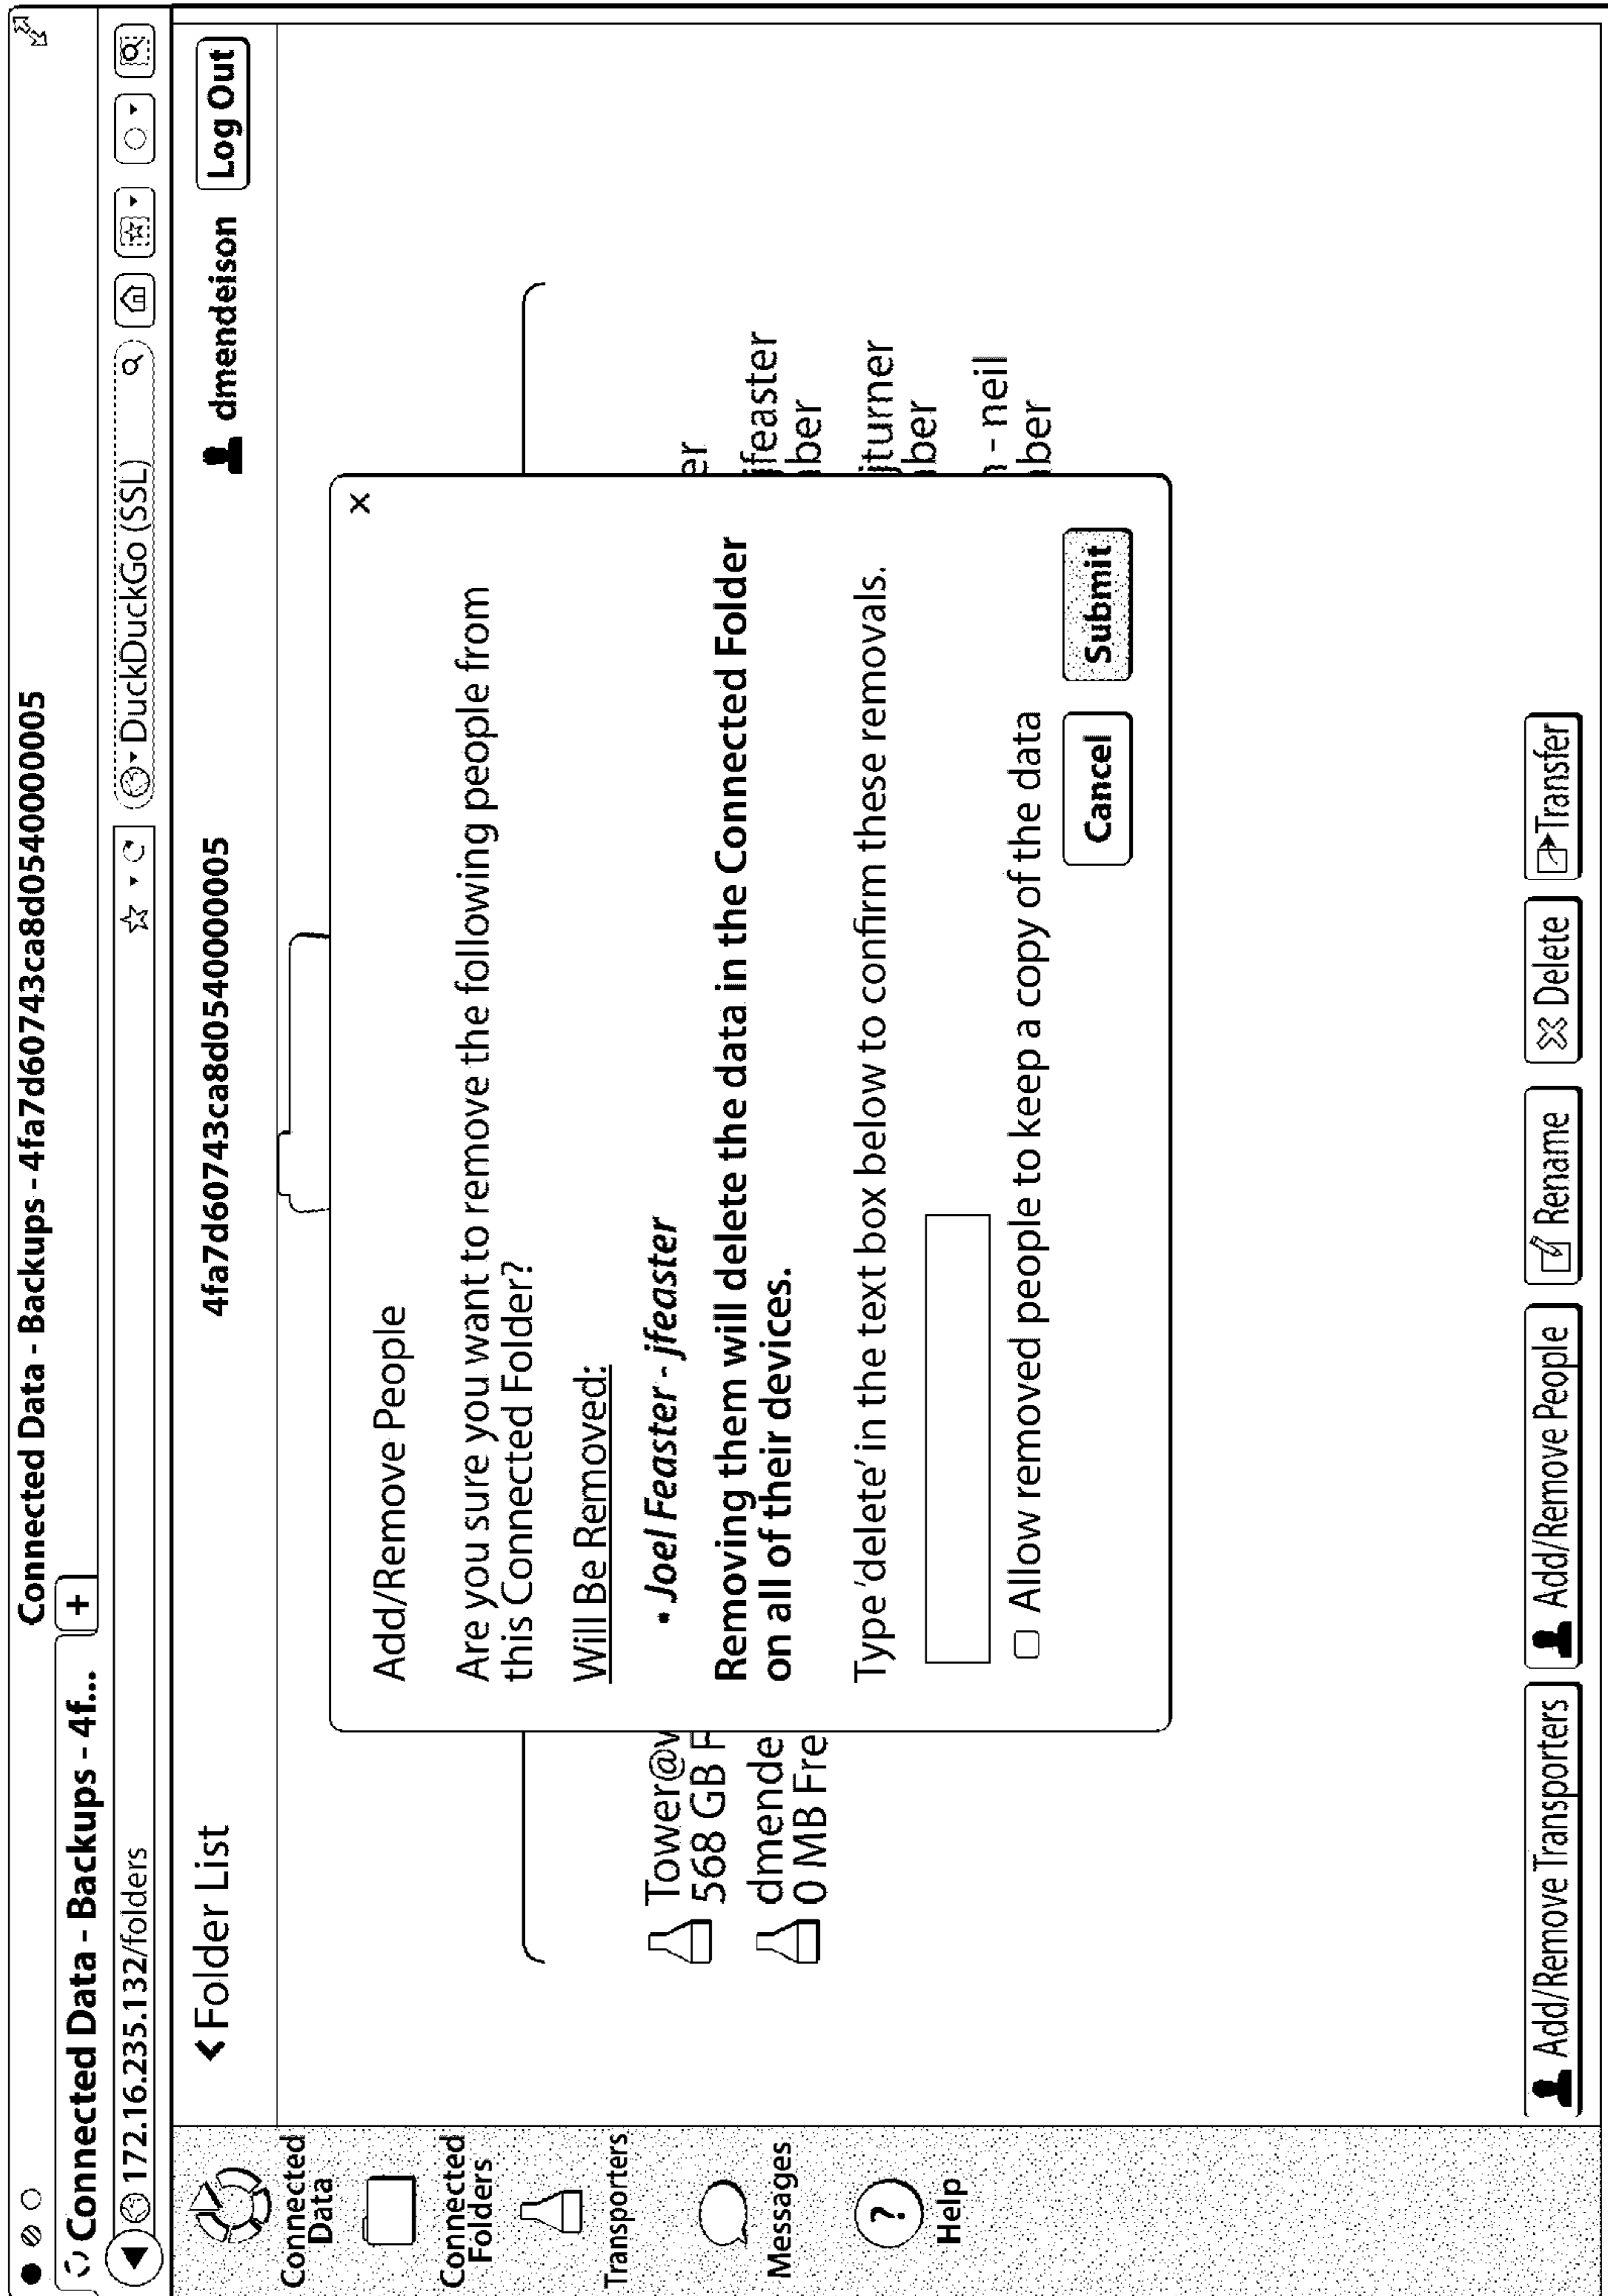 Connected Data - Backups - 4fa7d60743ca8d0540000005
Connected Data - Backups - 4f...
+
172.16.235.132/folders
DuckDuckGo (SSL)
Folder List
4fa7d60743ca8d0540000005
dmendeison
Log Out
Connected
Data
Connected
Folders
Transporters
Messages
?
Help
Tower@v
568 GB F
dmende
0 MB Fre
er
jfeaster
ber
jturner
ber
- neil
ber
x
Add/Remove People
Are you sure you want to remove the following people from
this Connected Folder?
Will Be Removed:
• Joel Feaster - jfeaster
Removing them will delete the data in the Connected Folder
on all of their devices.
Type 'delete' in the text box below to confirm these removals.
Allow removed people to keep a copy of the data
Cancel
Submit
Add/Remove Transporters
Add/Remove People
Rename
Delete
Transfer